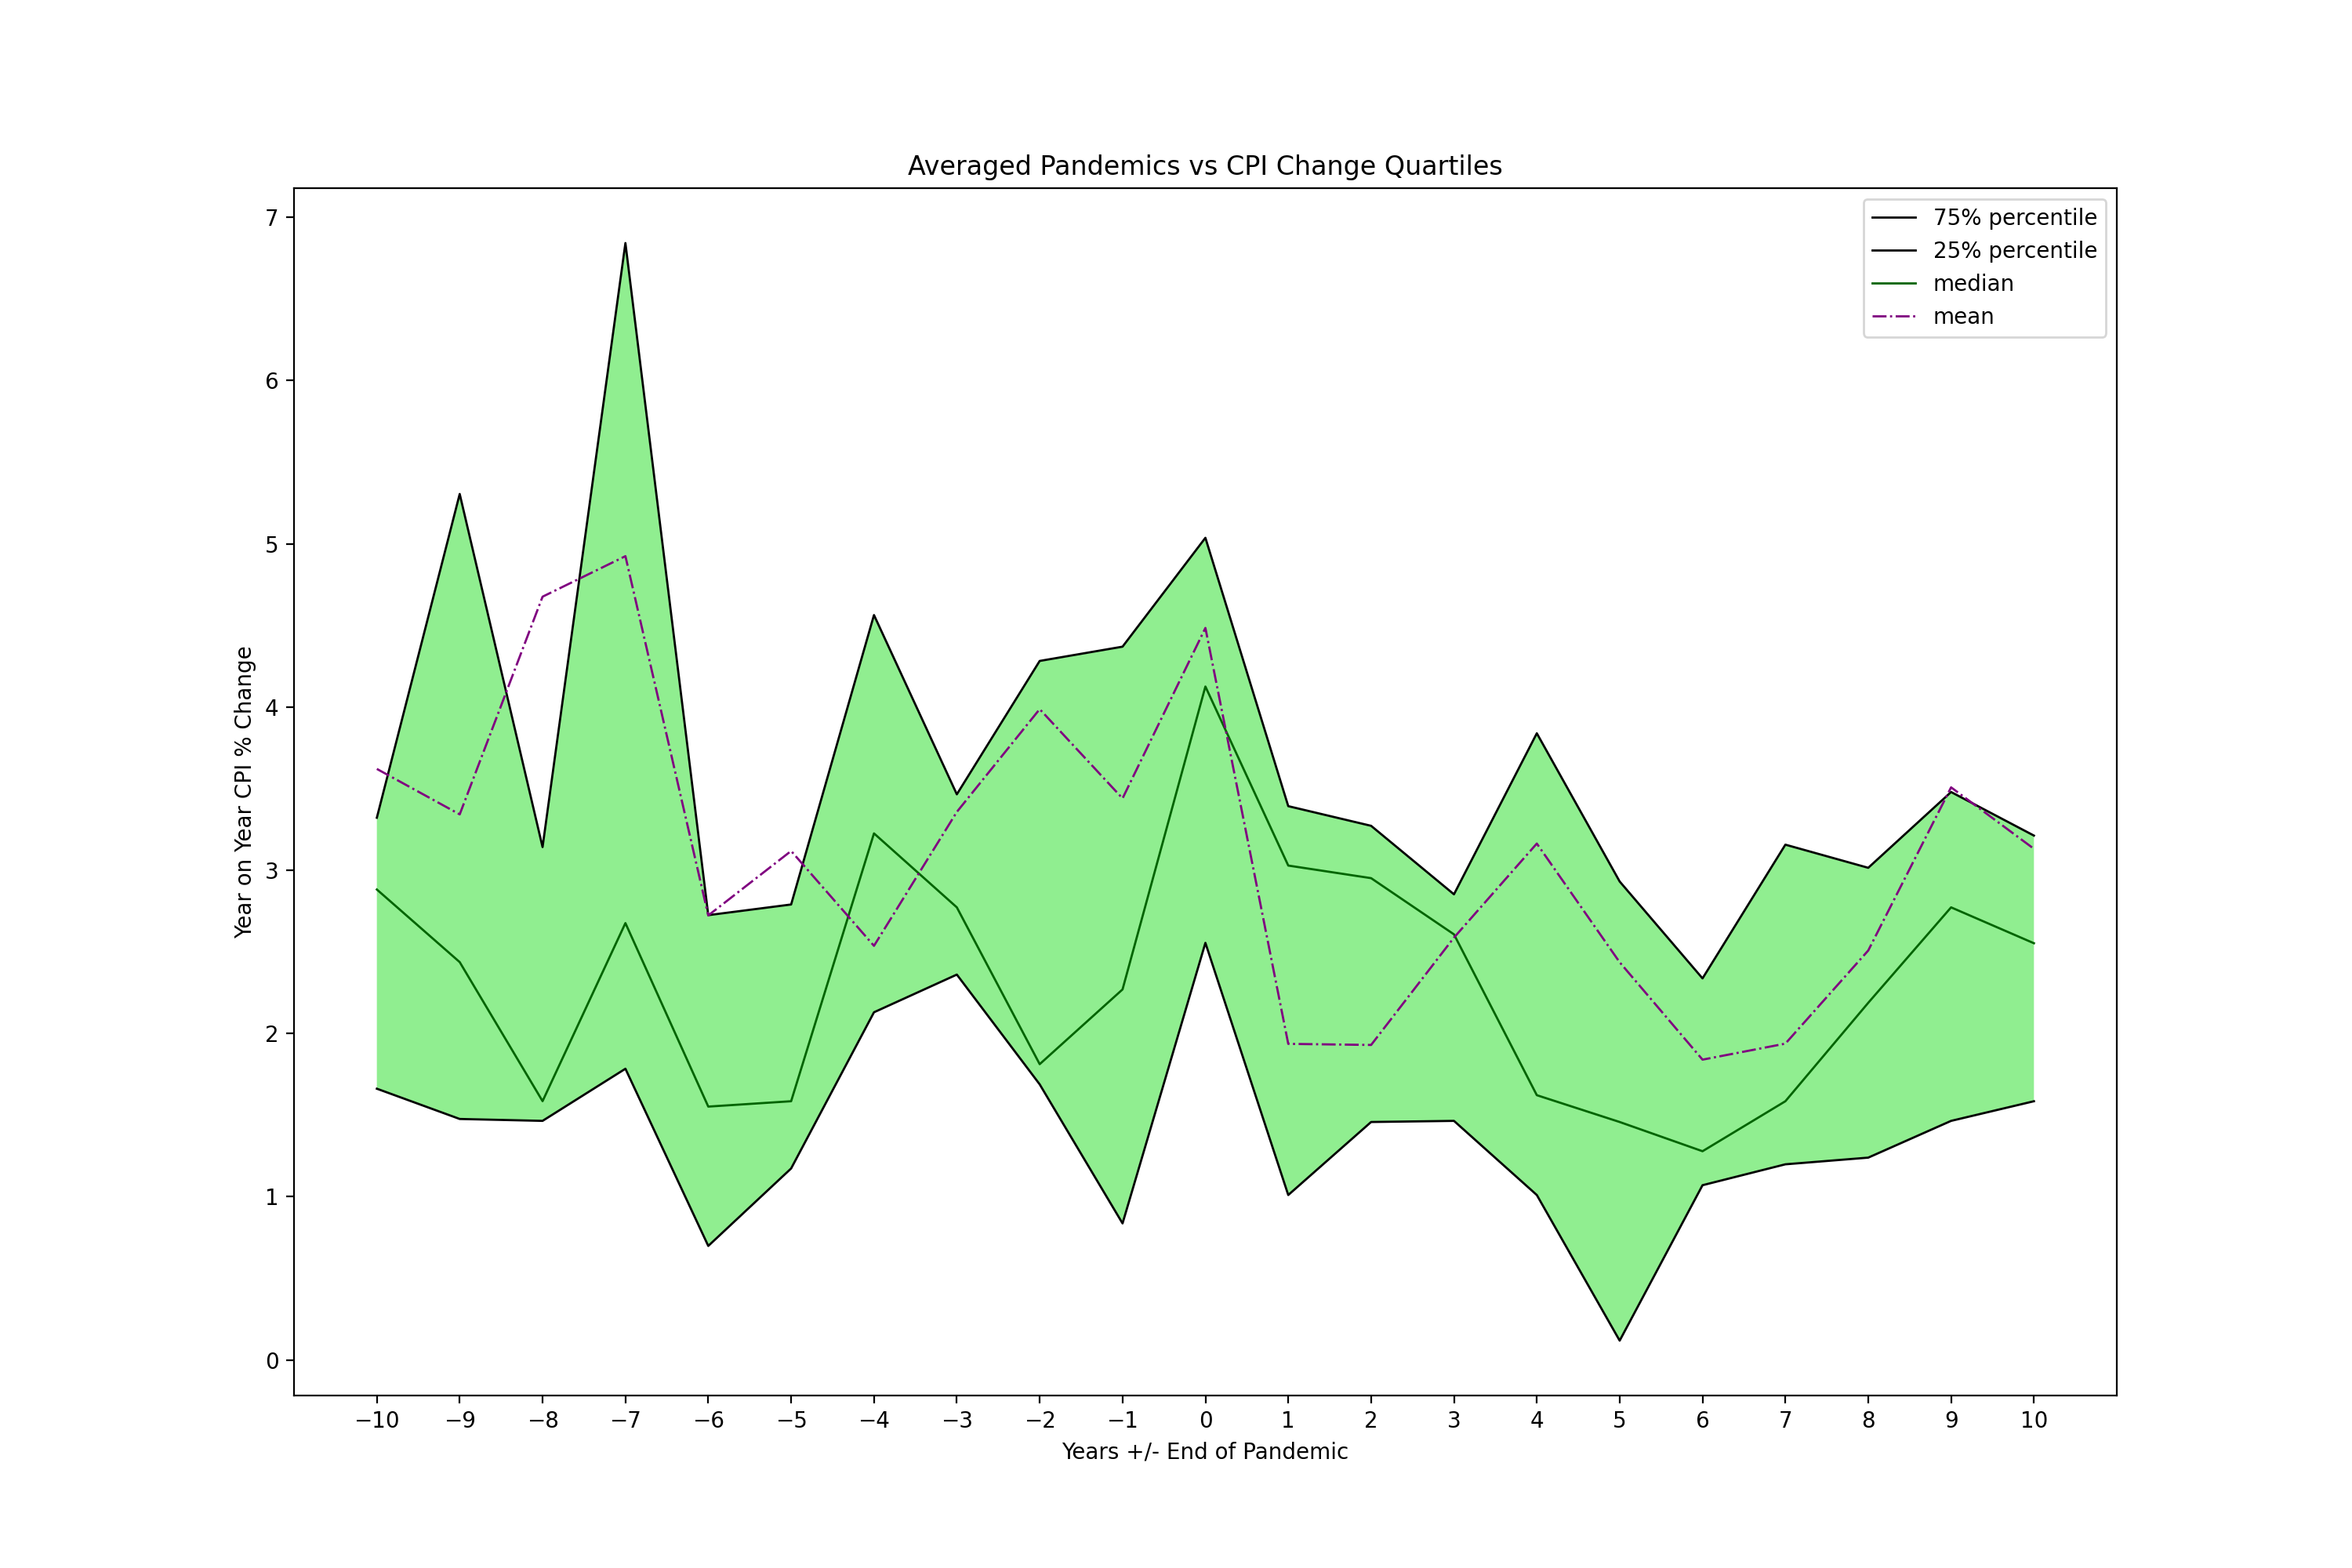 Averaged Pandemics vs CPI Change Quartiles
75% percentile
25% percentile
median
mean
Year on Year CPI % Change
7
6
5
4
3
2
1
0
−10 −9 −8 −7 −6 −5 −4 −3 −2 −1 0 1 2 3 4 5 6 7 8 9 10
Years +/- End of Pandemic